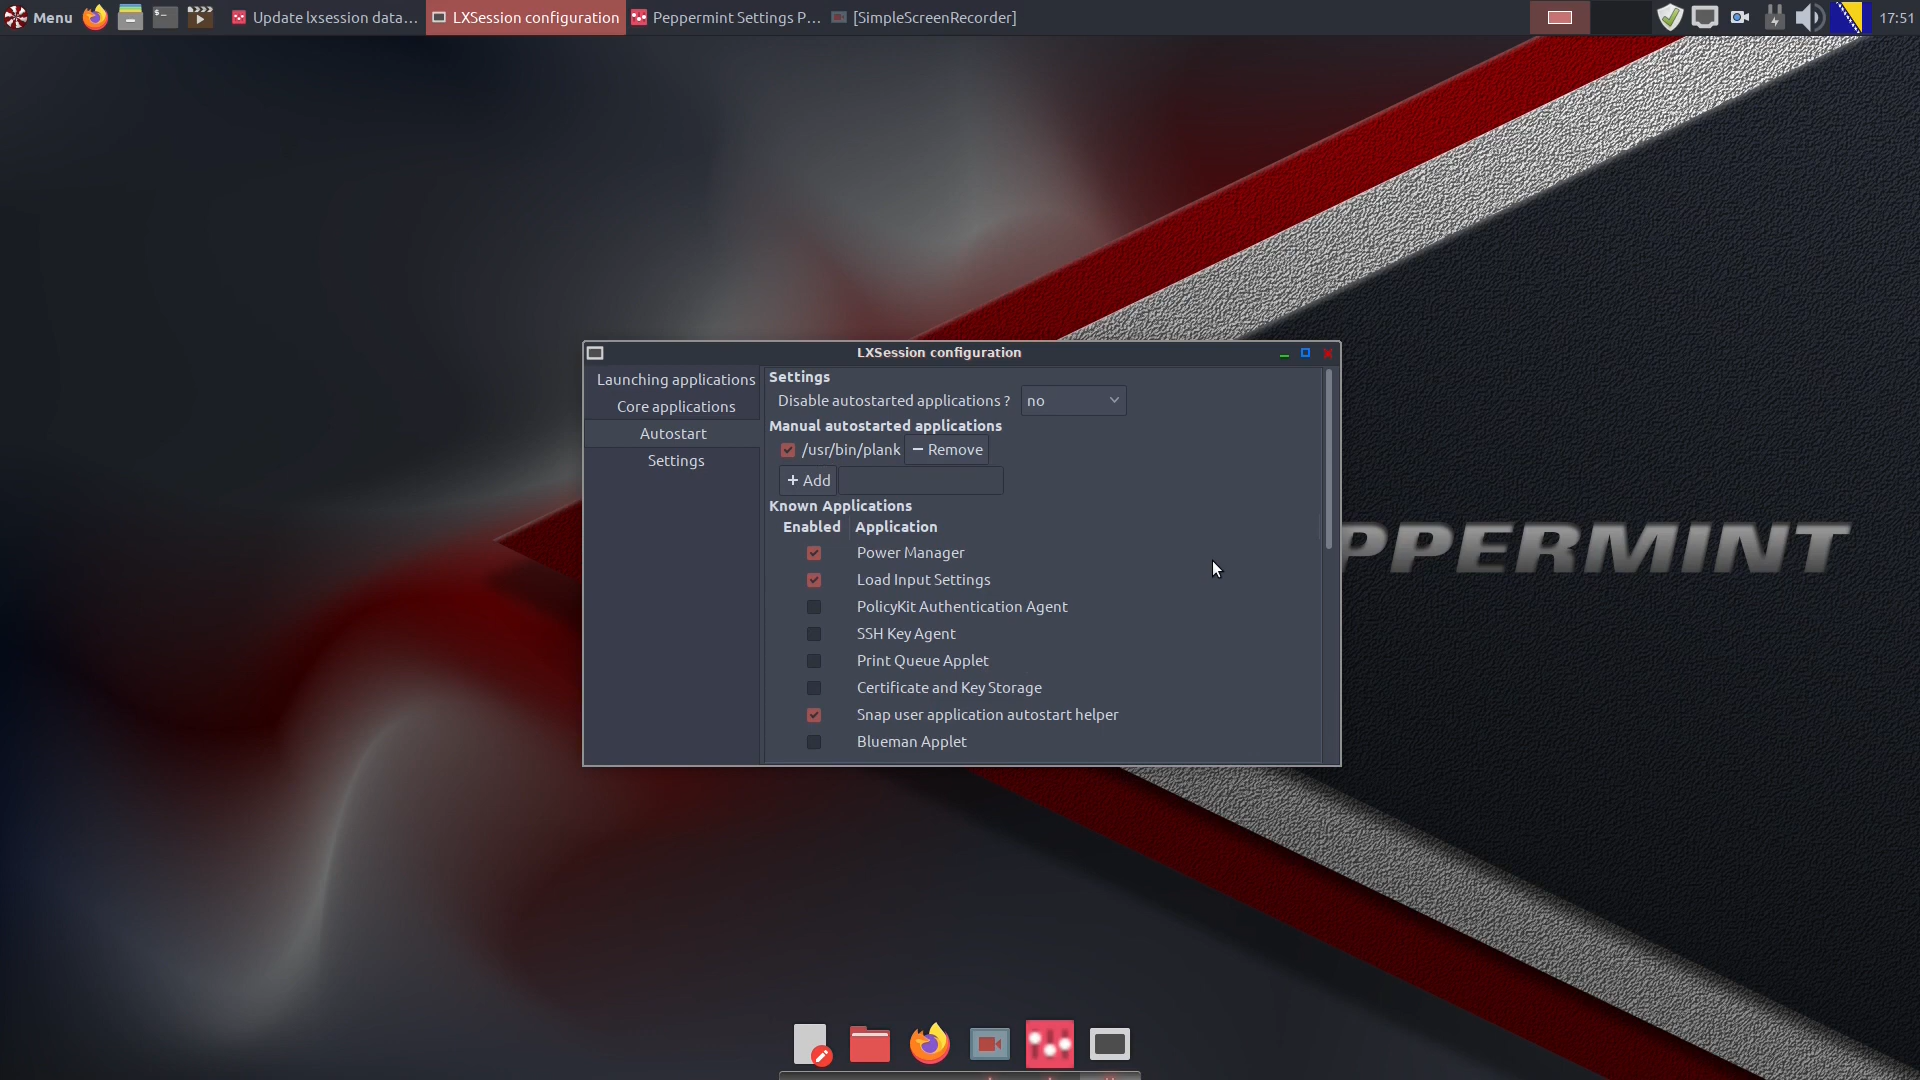 Menu
Update lxsession data...
LXSession configuration
Peppermint Settings P...
[SimpleScreenRecorder]
17:51
LXSession configuration
Launching applications
Core applications
Autostart
Settings
Settings
Disable autostarted applications ?
no
Manual autostarted applications
/usr/bin/plank
Remove
Add
Known Applications
Enabled
Application
Power Manager
Load Input Settings
PolicyKit Authentication Agent
SSH Key Agent
Print Queue Applet
Certificate and Key Storage
Snap user application autostart helper
Blueman Applet
PPERMINT